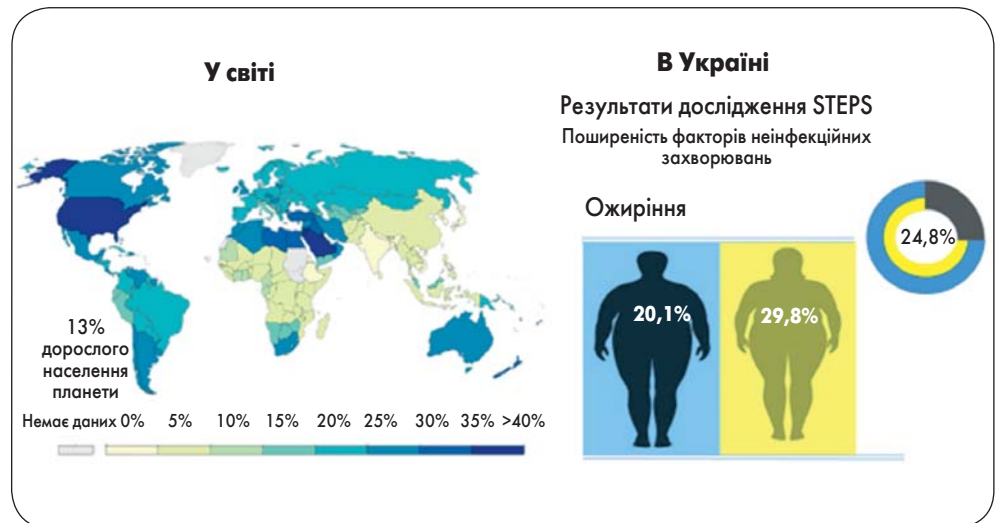 У світі
13%
дорослого
населення
планети
Немає даних 0% 5% 10% 15% 20% 25% 30% 35% >40%
В Україні
Результати дослідження STEPS
Поширеність факторів неінфекційних
захворювань
Ожиріння
20,1% 29,8%
24,8%